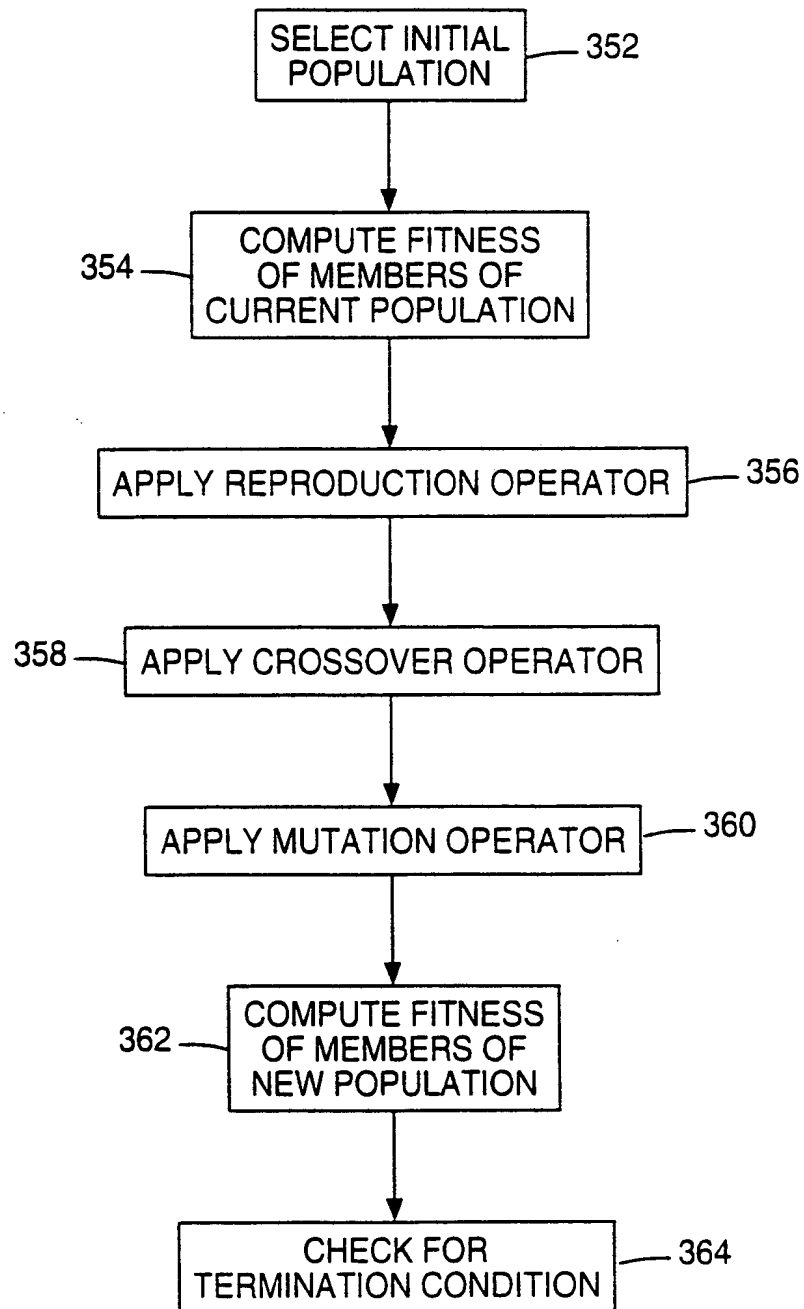 SELECT INITIAL
POPULATION
352
COMPUTE FITNESS
OF MEMBERS OF
CURRENT POPULATION
354
APPLY REPRODUCTION OPERATOR
356
358
APPLY CROSSOVER OPERATOR
APPLY MUTATION OPERATOR
360
362
COMPUTE FITNESS
OF MEMBERS OF
NEW POPULATION
CHECK FOR
TERMINATION CONDITION
364